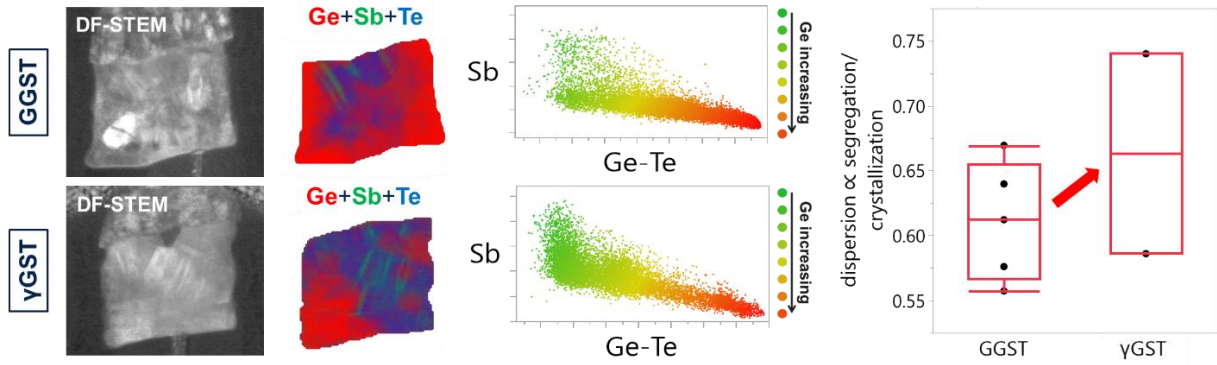 GGST
DF-STEM
Ge+Sb+Te
Sb
Ge-Te
Ge increasing
γGST
DF-STEM
Ge+Sb+Te
Sb
Ge-Te
Ge increasing
dispersion ∝ segregation/
crystallization
0.75
0.70
0.65
0.60
0.55
GGST
γGST